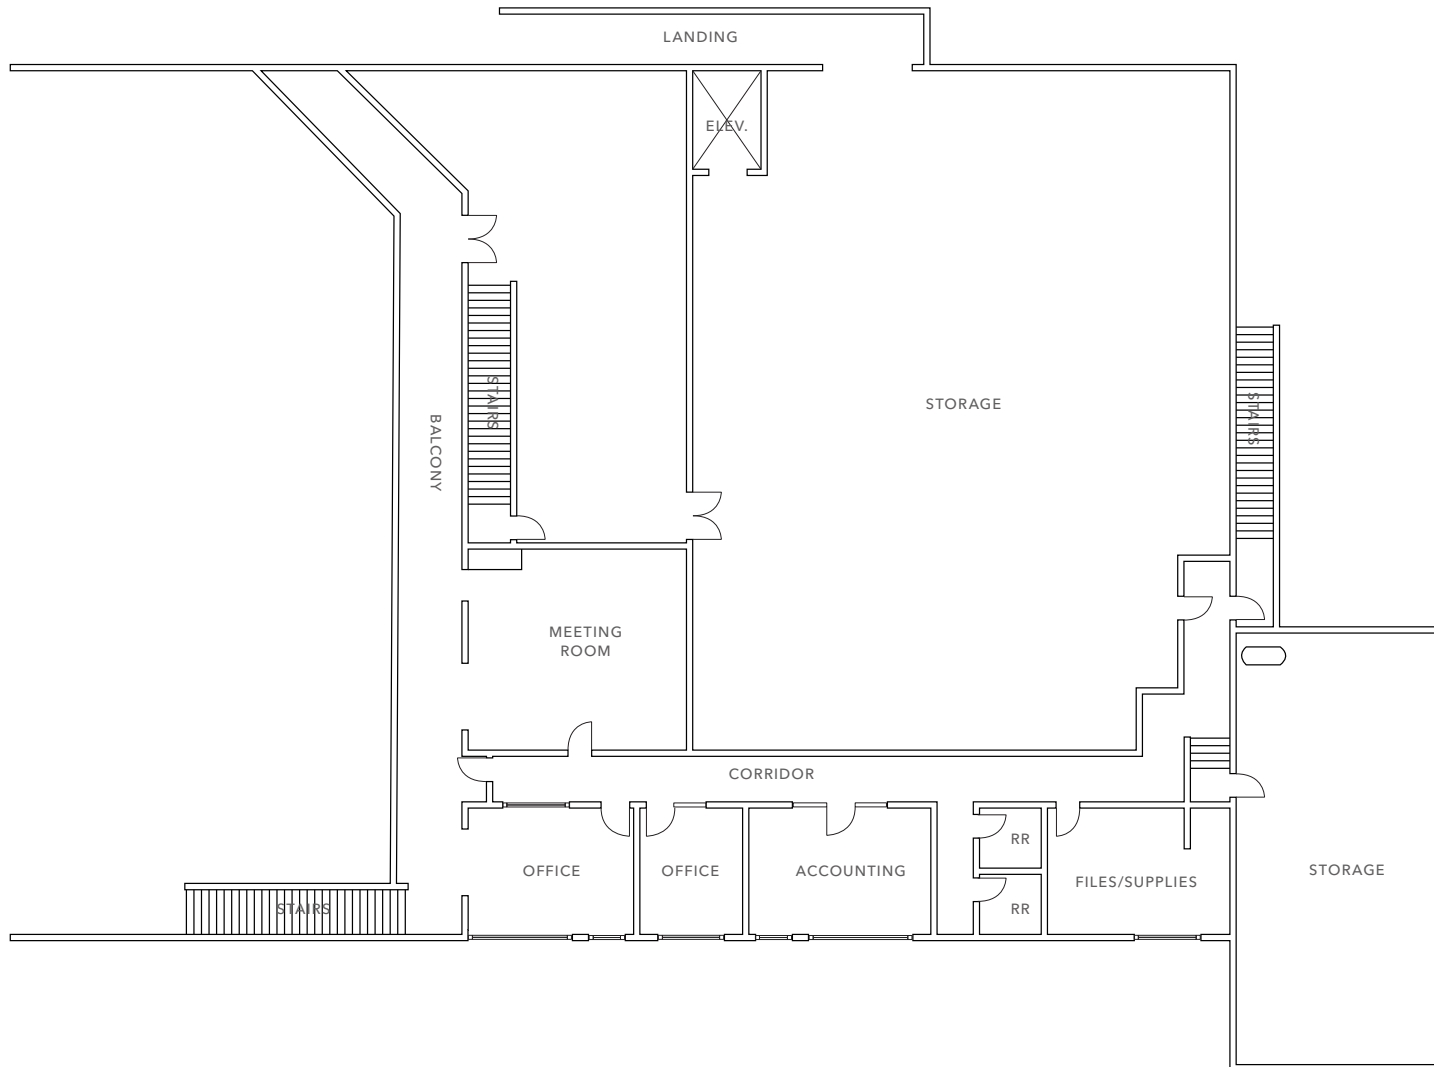 LANDING
ELEV.
STAIRS
STORAGE
STAIRS
BALCONY
MEETING
ROOM
CORRIDOR
RR
OFFICE
OFFICE
ACCOUNTING
FILES/SUPPLIES
STORAGE
STAIRS
RR